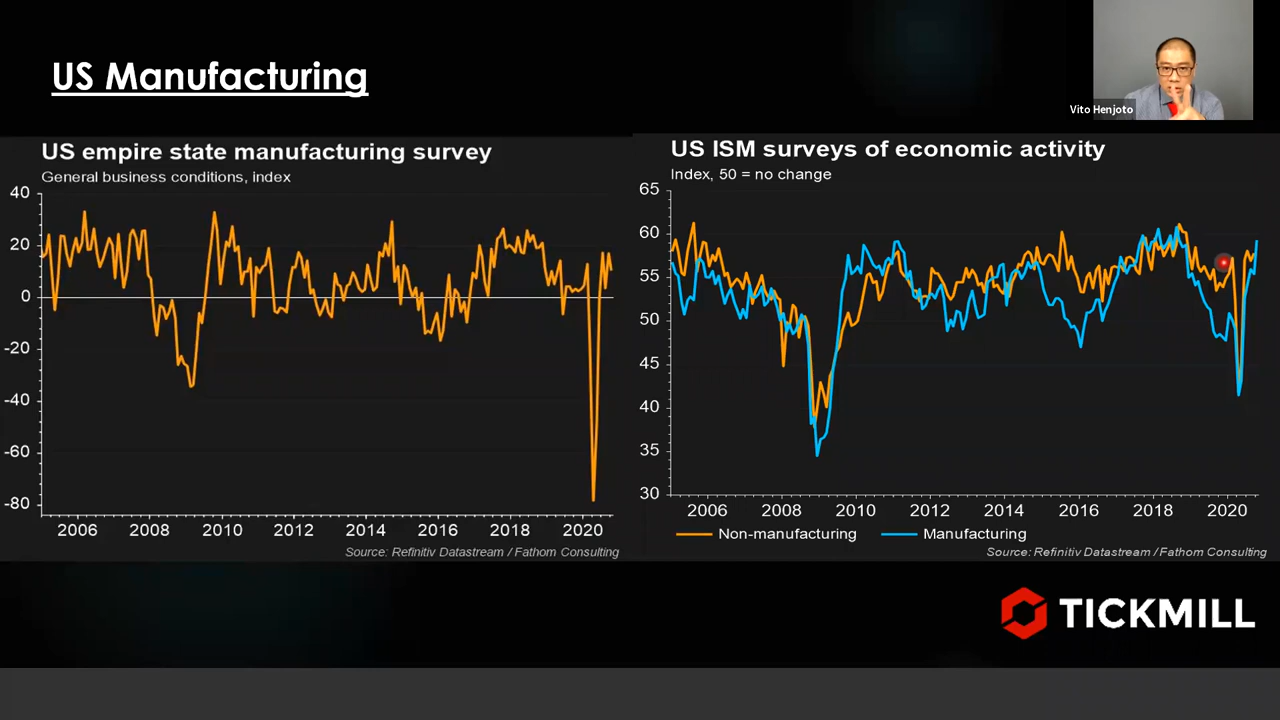 US Manufacturing
Vito Henjoto
US empire state manufacturing survey
General business conditions, index
40
20
0
-20
-40
-60
-80
2006 2008 2010 2012 2014 2016 2018 2020
Source: Refinitiv Datastream / Fathom Consulting
US ISM surveys of economic activity
Index, 50 = no change
65
60
55
50
45
40
35
30
2006 2008 2010 2012 2014 2016 2018 2020
Non-manufacturing Manufacturing
Source: Refinitiv Datastream / Fathom Consulting
TICKMILL